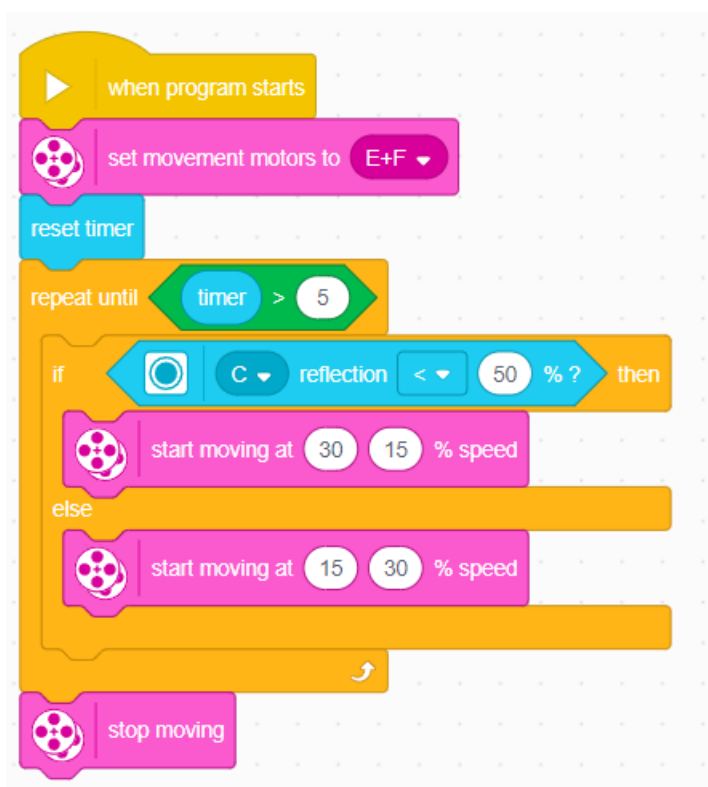 when program starts
set movement motors to E+F
reset timer
repeat until timer > 5
if C reflection < 50 % ? then
start moving at 30 15 % speed
else
start moving at 15 30 % speed
stop moving